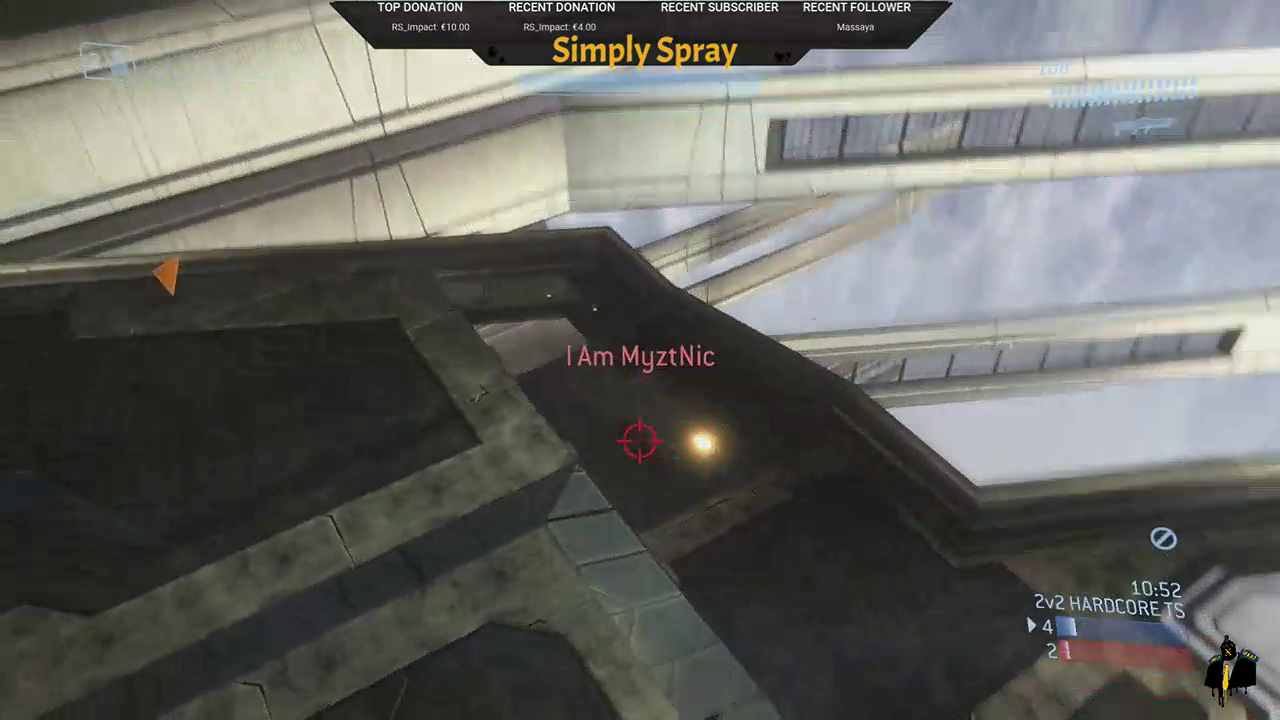 TOP DONATION
RECENT DONATION
RECENT SUBSCRIBER
RECENT FOLLOWER
RS_Impact: €10.00
RS_Impact: €4.00
Massaya
Simply Spray
I Am MyztNic
10:52
2v2 HARDCORE TS
4
2